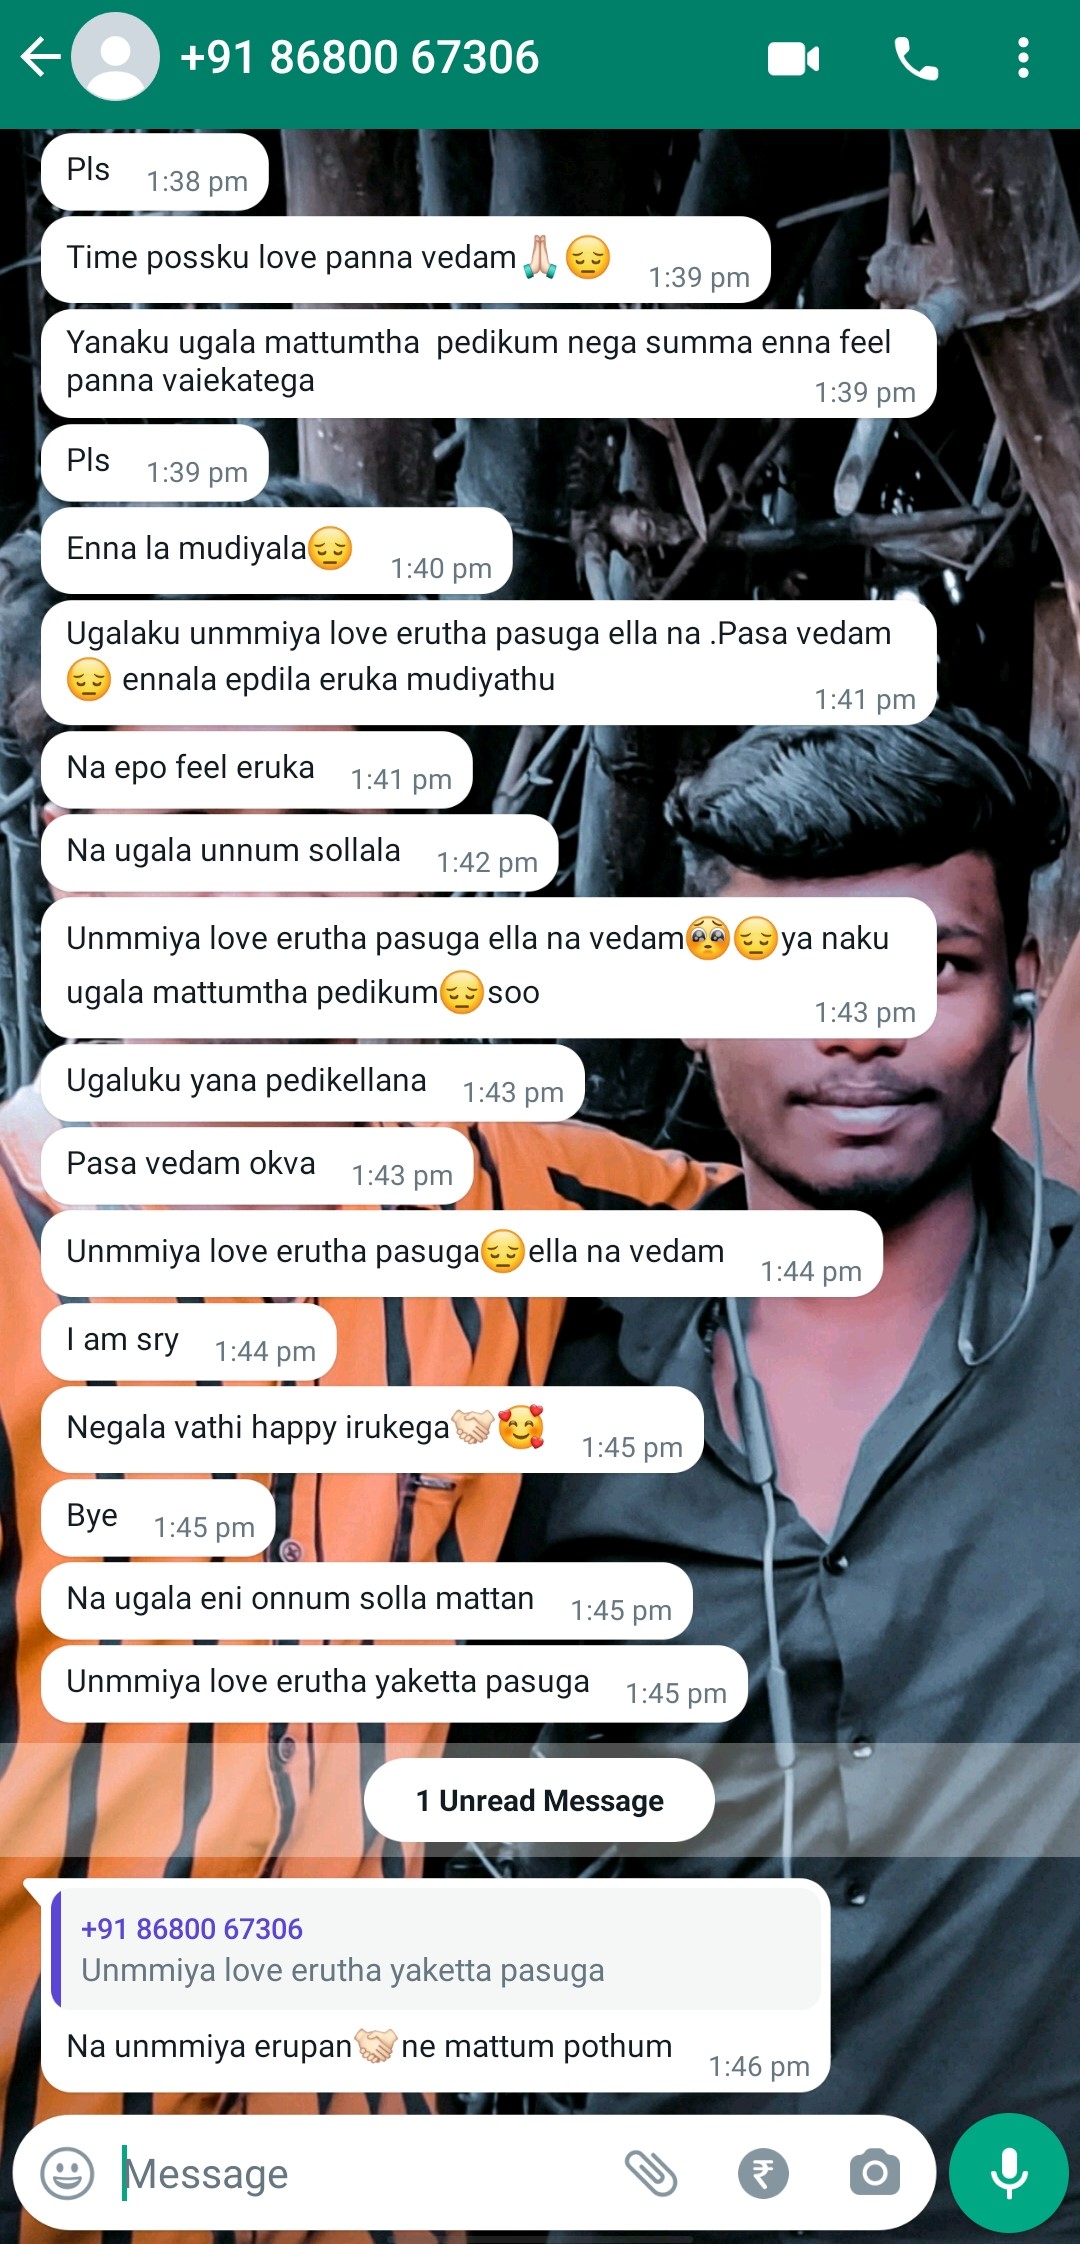 +91 86800 67306
Pls 1:38 pm
Time possku love panna vedam🙏🏻😔 1:39 pm
Yanaku ugala mattumtha  pedikum nega summa enna feel
panna vaiekatega 1:39 pm
Pls 1:39 pm
Enna la mudiyala😔 1:40 pm
Ugalaku unmmiya love erutha pasuga ella na .Pasa vedam
😔 ennala epdila eruka mudiyathu 1:41 pm
Na epo feel eruka 1:41 pm
Na ugala unnum sollala 1:42 pm
Unmmiya love erutha pasuga ella na vedam🥺😔ya naku
ugala mattumtha pedikum😔soo 1:43 pm
Ugaluku yana pedikellana 1:43 pm
Pasa vedam okva 1:43 pm
Unmmiya love erutha pasuga😔ella na vedam 1:44 pm
I am sry 1:44 pm
Negala vathi happy irukega🤝🏻🥰 1:45 pm
Bye 1:45 pm
Na ugala eni onnum solla mattan 1:45 pm
Unmmiya love erutha yaketta pasuga 1:45 pm
1 Unread Message
+91 86800 67306
Unmmiya love erutha yaketta pasuga
Na unmmiya erupan🤝🏻ne mattum pothum 1:46 pm
Message